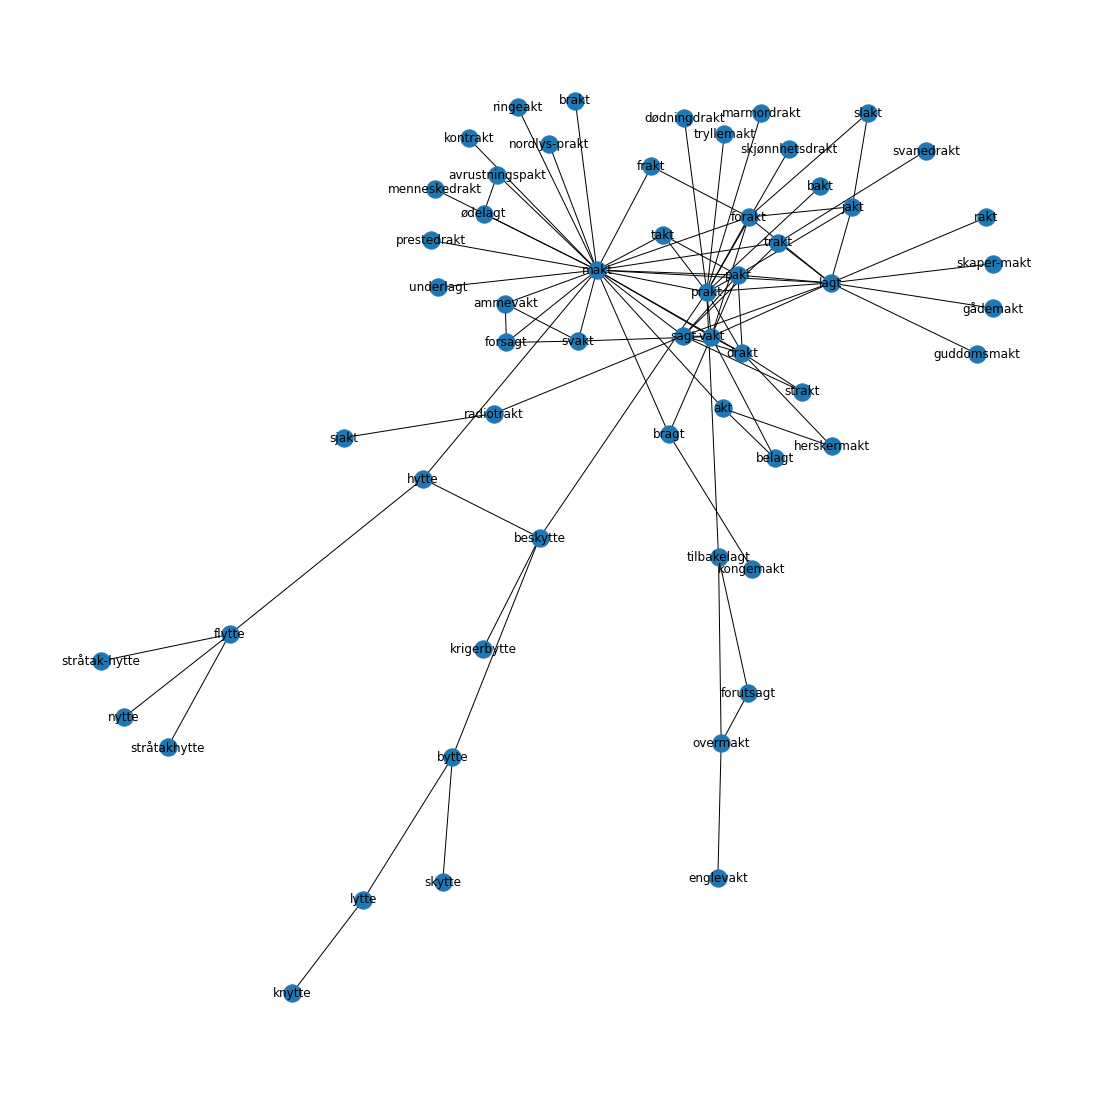 brakt
ringeakt
marmordrakt
slakt
dødningdrakt
tryllemakt
kontrakt
nordlys-prakt
skjønnhetsdrakt
svanedrakt
frakt
avrustningspakt
bakt
menneskedrakt
jakt
ødelagt
forakt
rakt
takt
prestedrakt
trakt
skaper-makt
makt
pakt
lagt
underlagt
prakt
ammevakt
gådemakt
sagt
vakt
forsagt
svakt
drakt
guddomsmakt
strakt
akt
radiotrakt
bragt
sjakt
herskermakt
belagt
hytte
beskytte
tilbakelagt
kongemakt
flytte
krigerbytte
stråtak-hytte
forutsagt
nytte
overmakt
stråtakhytte
bytte
englevakt
skytte
lytte
knytte